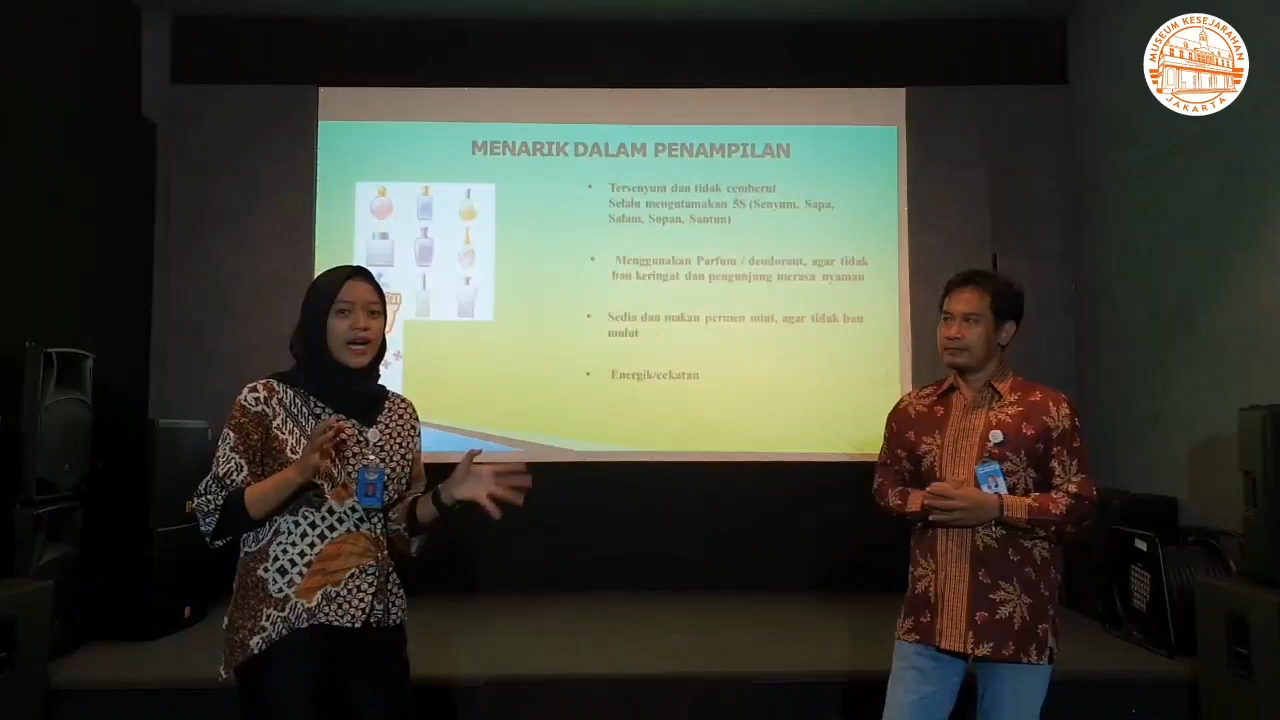 MUSEUM KESEJARAHAN
JAKARTA
MENARIK DALAM PENAMPILAN
• Tersenyum dan tidak cemberut
Selalu mengutamakan 5S (Senyum, Sapa,
Salam, Sopan, Santun)
• Menggunakan Parfum / deodorant, agar tidak
bau keringat dan pengunjung merasa nyaman
• Sedia dan makan permen mint, agar tidak bau
mulut
• Energik/cekatan